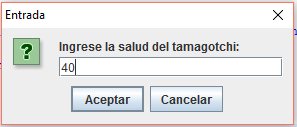 Entrada
Ingrese la salud del tamagotchi:
40
Aceptar
Cancelar